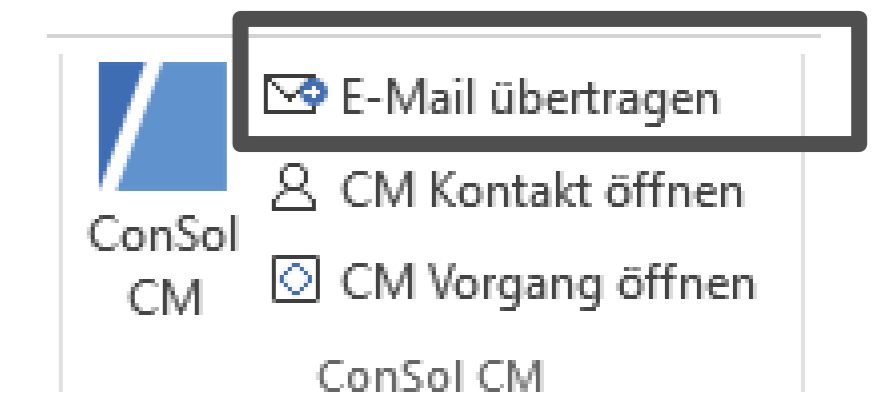 E-Mail übertragen
CM Kontakt öffnen
ConSol
CM
CM Vorgang öffnen
ConSol CM